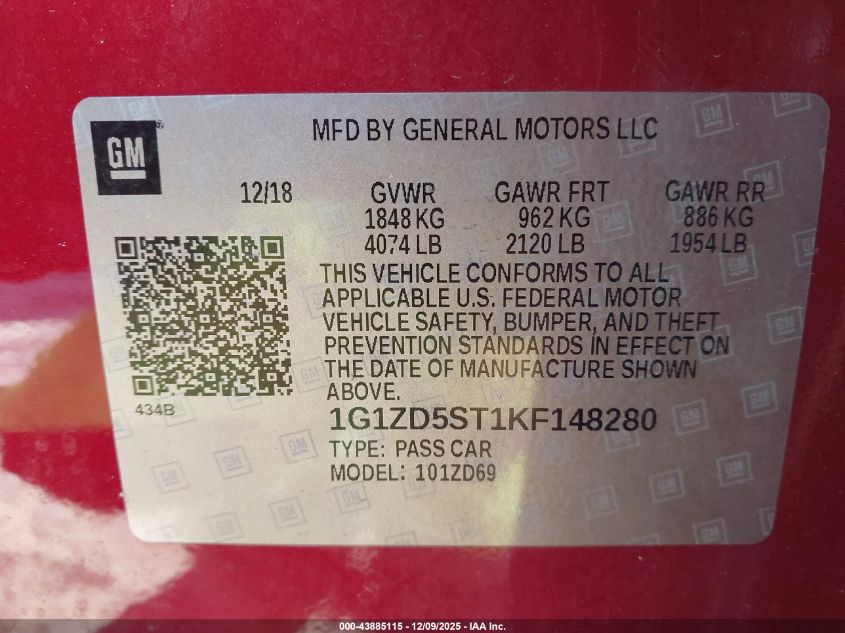 GM
MFD BY GENERAL MOTORS LLC
12/18 GVWR GAWR FRT GAWR RR
1848 KG 962 KG 886 KG
4074 LB 2120 LB 1954 LB
THIS VEHICLE CONFORMS TO ALL
APPLICABLE U.S. FEDERAL MOTOR
VEHICLE SAFETY, BUMPER, AND THEFT
PREVENTION STANDARDS IN EFFECT ON
THE DATE OF MANUFACTURE SHOWN
ABOVE.
434B
1G1ZD5ST1KF148280
TYPE: PASS CAR
MODEL: 101ZD69
000-43885115 - 12/09/2025 - IAA Inc.